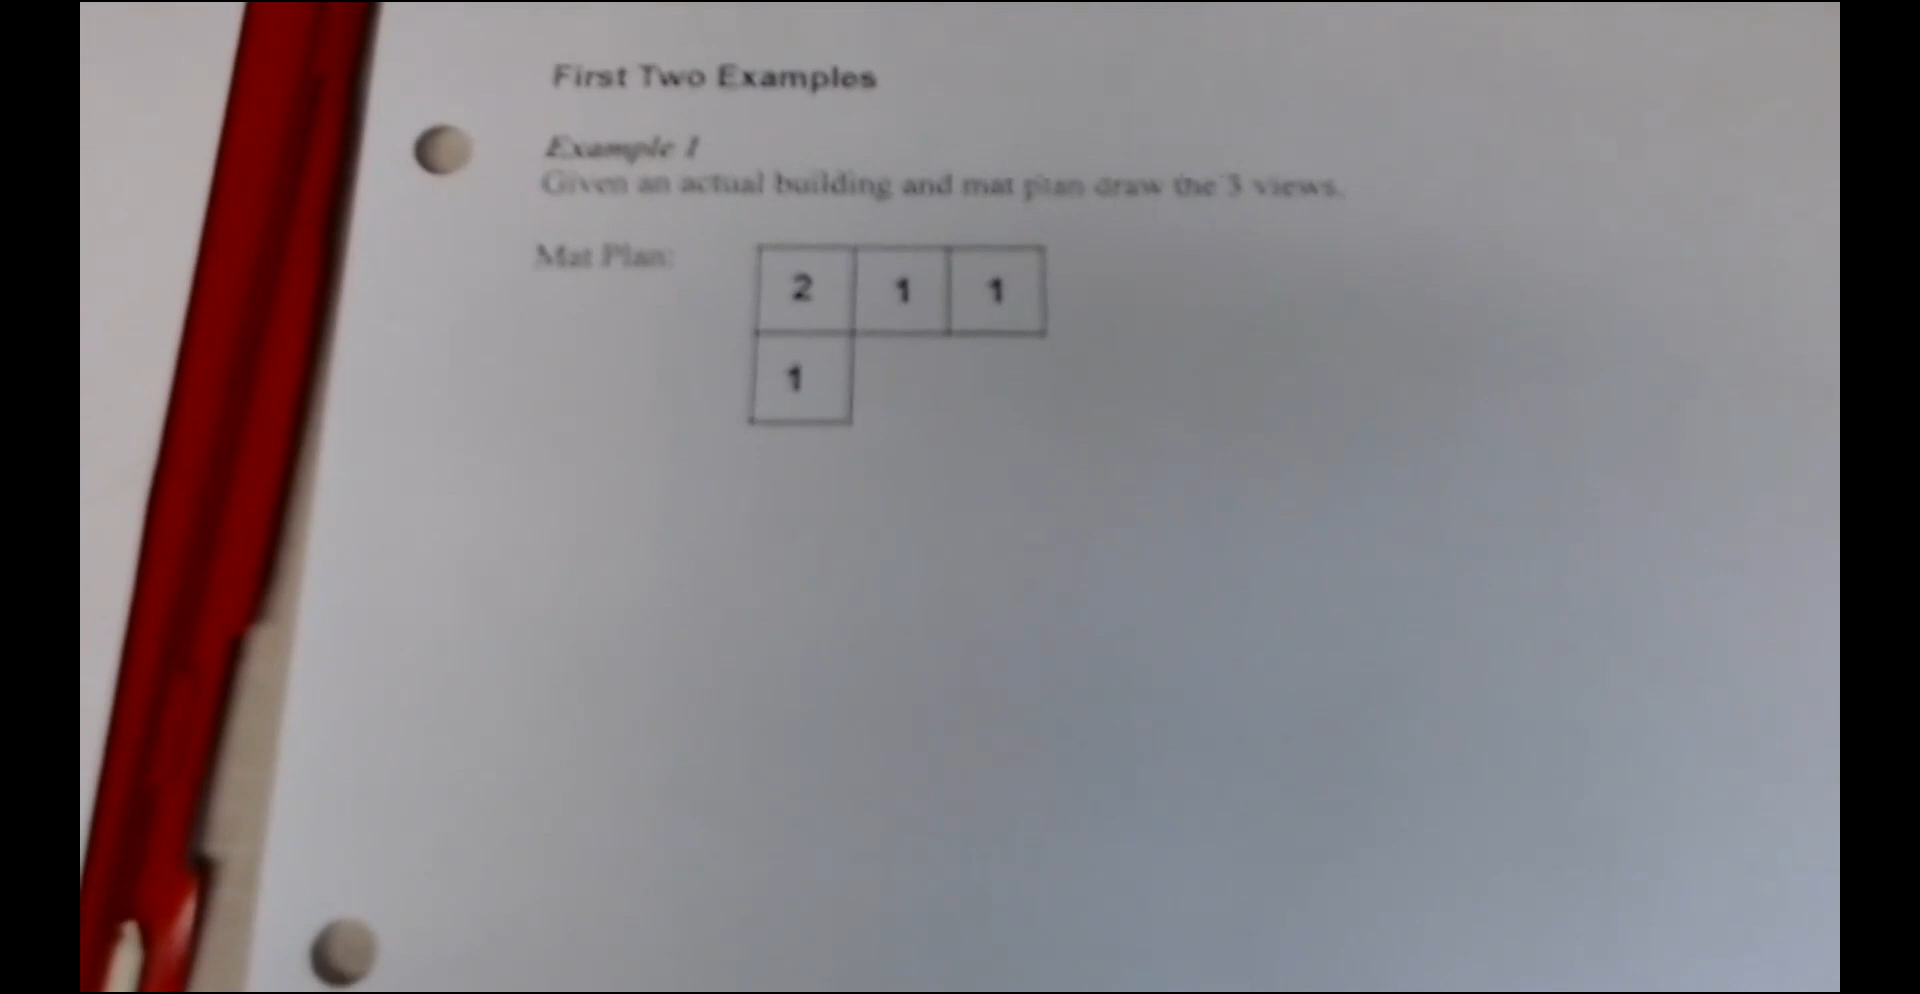 First Two Examples
Example 1
Given an actual building and mat plan draw the 3 views.
Mat Plan:
2 1 1
1